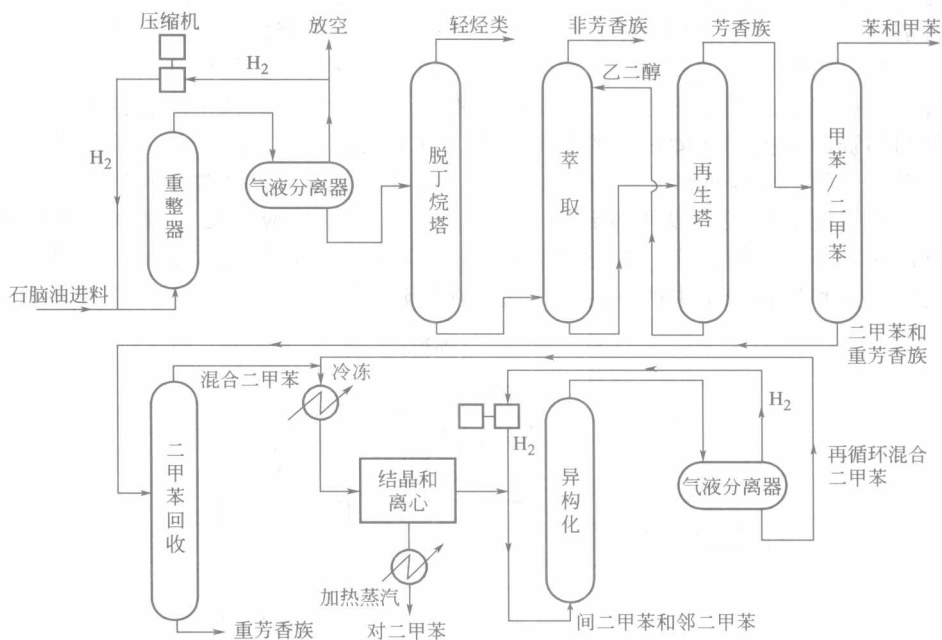 压缩机
放空
轻烃类
非芳香族
芳香族
苯和甲苯
H₂
乙二醇
H₂
重整器
气液分离器
脱丁烷塔
萃取
再生塔
甲苯/二甲苯
石脑油进料
二甲苯和
重芳香族
混合二甲苯
冷冻
H₂
H₂
再循环混合
二甲苯
二甲苯回收
结晶和
离心
异构化
气液分离器
加热蒸汽
对二甲苯
间二甲苯和邻二甲苯
重芳香族